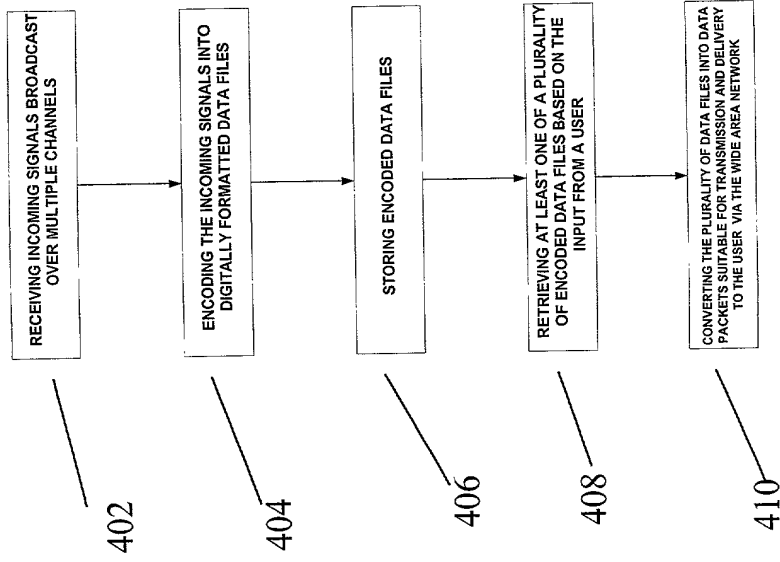 RECEIVING INCOMING SIGNALS BROADCAST
OVER MULTIPLE CHANNELS
402
ENCODING THE INCOMING SIGNALS INTO
DIGITALLY FORMATTED DATA FILES
404
STORING ENCODED DATA FILES
406
RETRIEVING AT LEAST ONE OF A PLURALITY
OF ENCODED DATA FILES BASED ON THE
INPUT FROM A USER
408
CONVERTING THE PLURALITY OF DATA FILES INTO DATA
PACKETS SUITABLE FOR TRANSMISSION AND DELIVERY
TO THE USER VIA THE WIDE AREA NETWORK
410